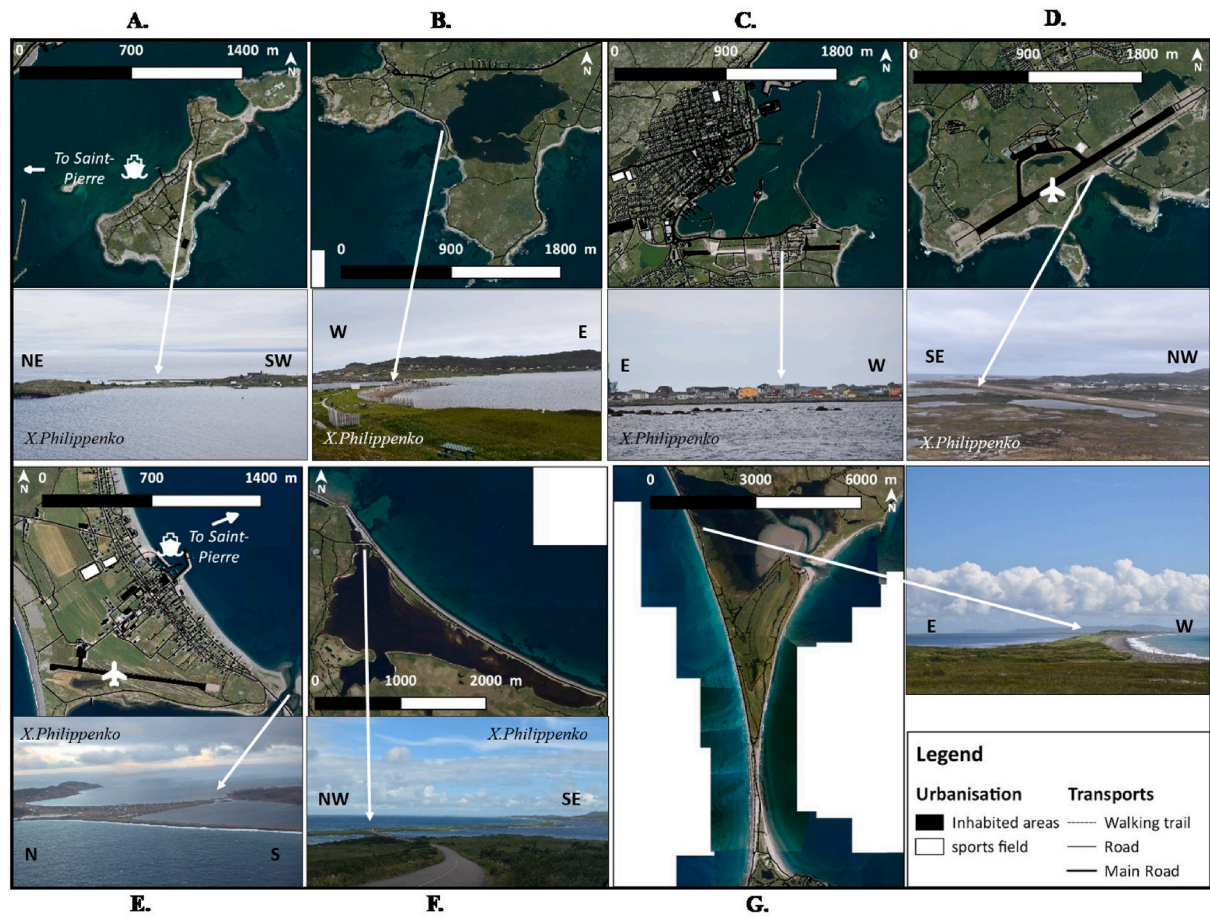 A.
B.
C.
D.
0 700 1400 m
N
To Saint-
Pierre
N
0 900 1800 m
0 900 1800 m
N
0 900 1800 m
N
NE SW
X.Philippenko
W E
X.Philippenko
E W
X.Philippenko
SE NW
X.Philippenko
N
0 700 1400 m
To Saint-
Pierre
N
0 1000 2000 m
0 3000 6000 m
N
E W
X.Philippenko
N S
X.Philippenko
NW SE
Legend
Urbanisation
Inhabited areas
sports field
Transports
Walking trail
Road
Main Road
E.
F.
G.